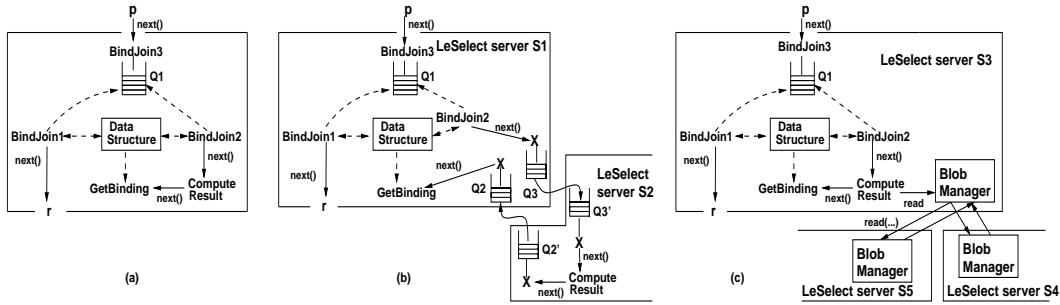 p
next()
BindJoin3
Q1
BindJoin1
Data
Structure
BindJoin2
next()
next()
GetBinding
next()
Compute
Result
r
(a)
p
next()
BindJoin3
LeSelect server S1
Q1
BindJoin2
BindJoin1
Data
Structure
next()
X
next()
next()
X
GetBinding
Q2
Q3
LeSelect
server S2
r
Q3'
Q2'
X
next()
X
next()
Compute
Result
(b)
p
next()
BindJoin3
LeSelect server S3
Q1
BindJoin1
Data
Structure
BindJoin2
next()
next()
GetBinding
next()
Compute
Result
read
Blob
Manager
r
read(...)
(c)
Blob
Manager
LeSelect server S5
Blob
Manager
LeSelect server S4